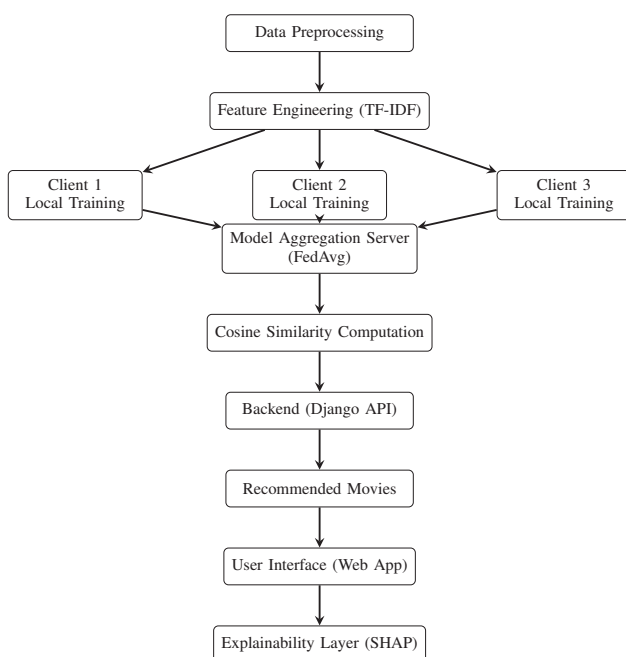 Data Preprocessing
Feature Engineering (TF-IDF)
Client 1
Local Training
Client 2
Local Training
Client 3
Local Training
Model Aggregation Server
(FedAvg)
Cosine Similarity Computation
Backend (Django API)
Recommended Movies
User Interface (Web App)
Explainability Layer (SHAP)